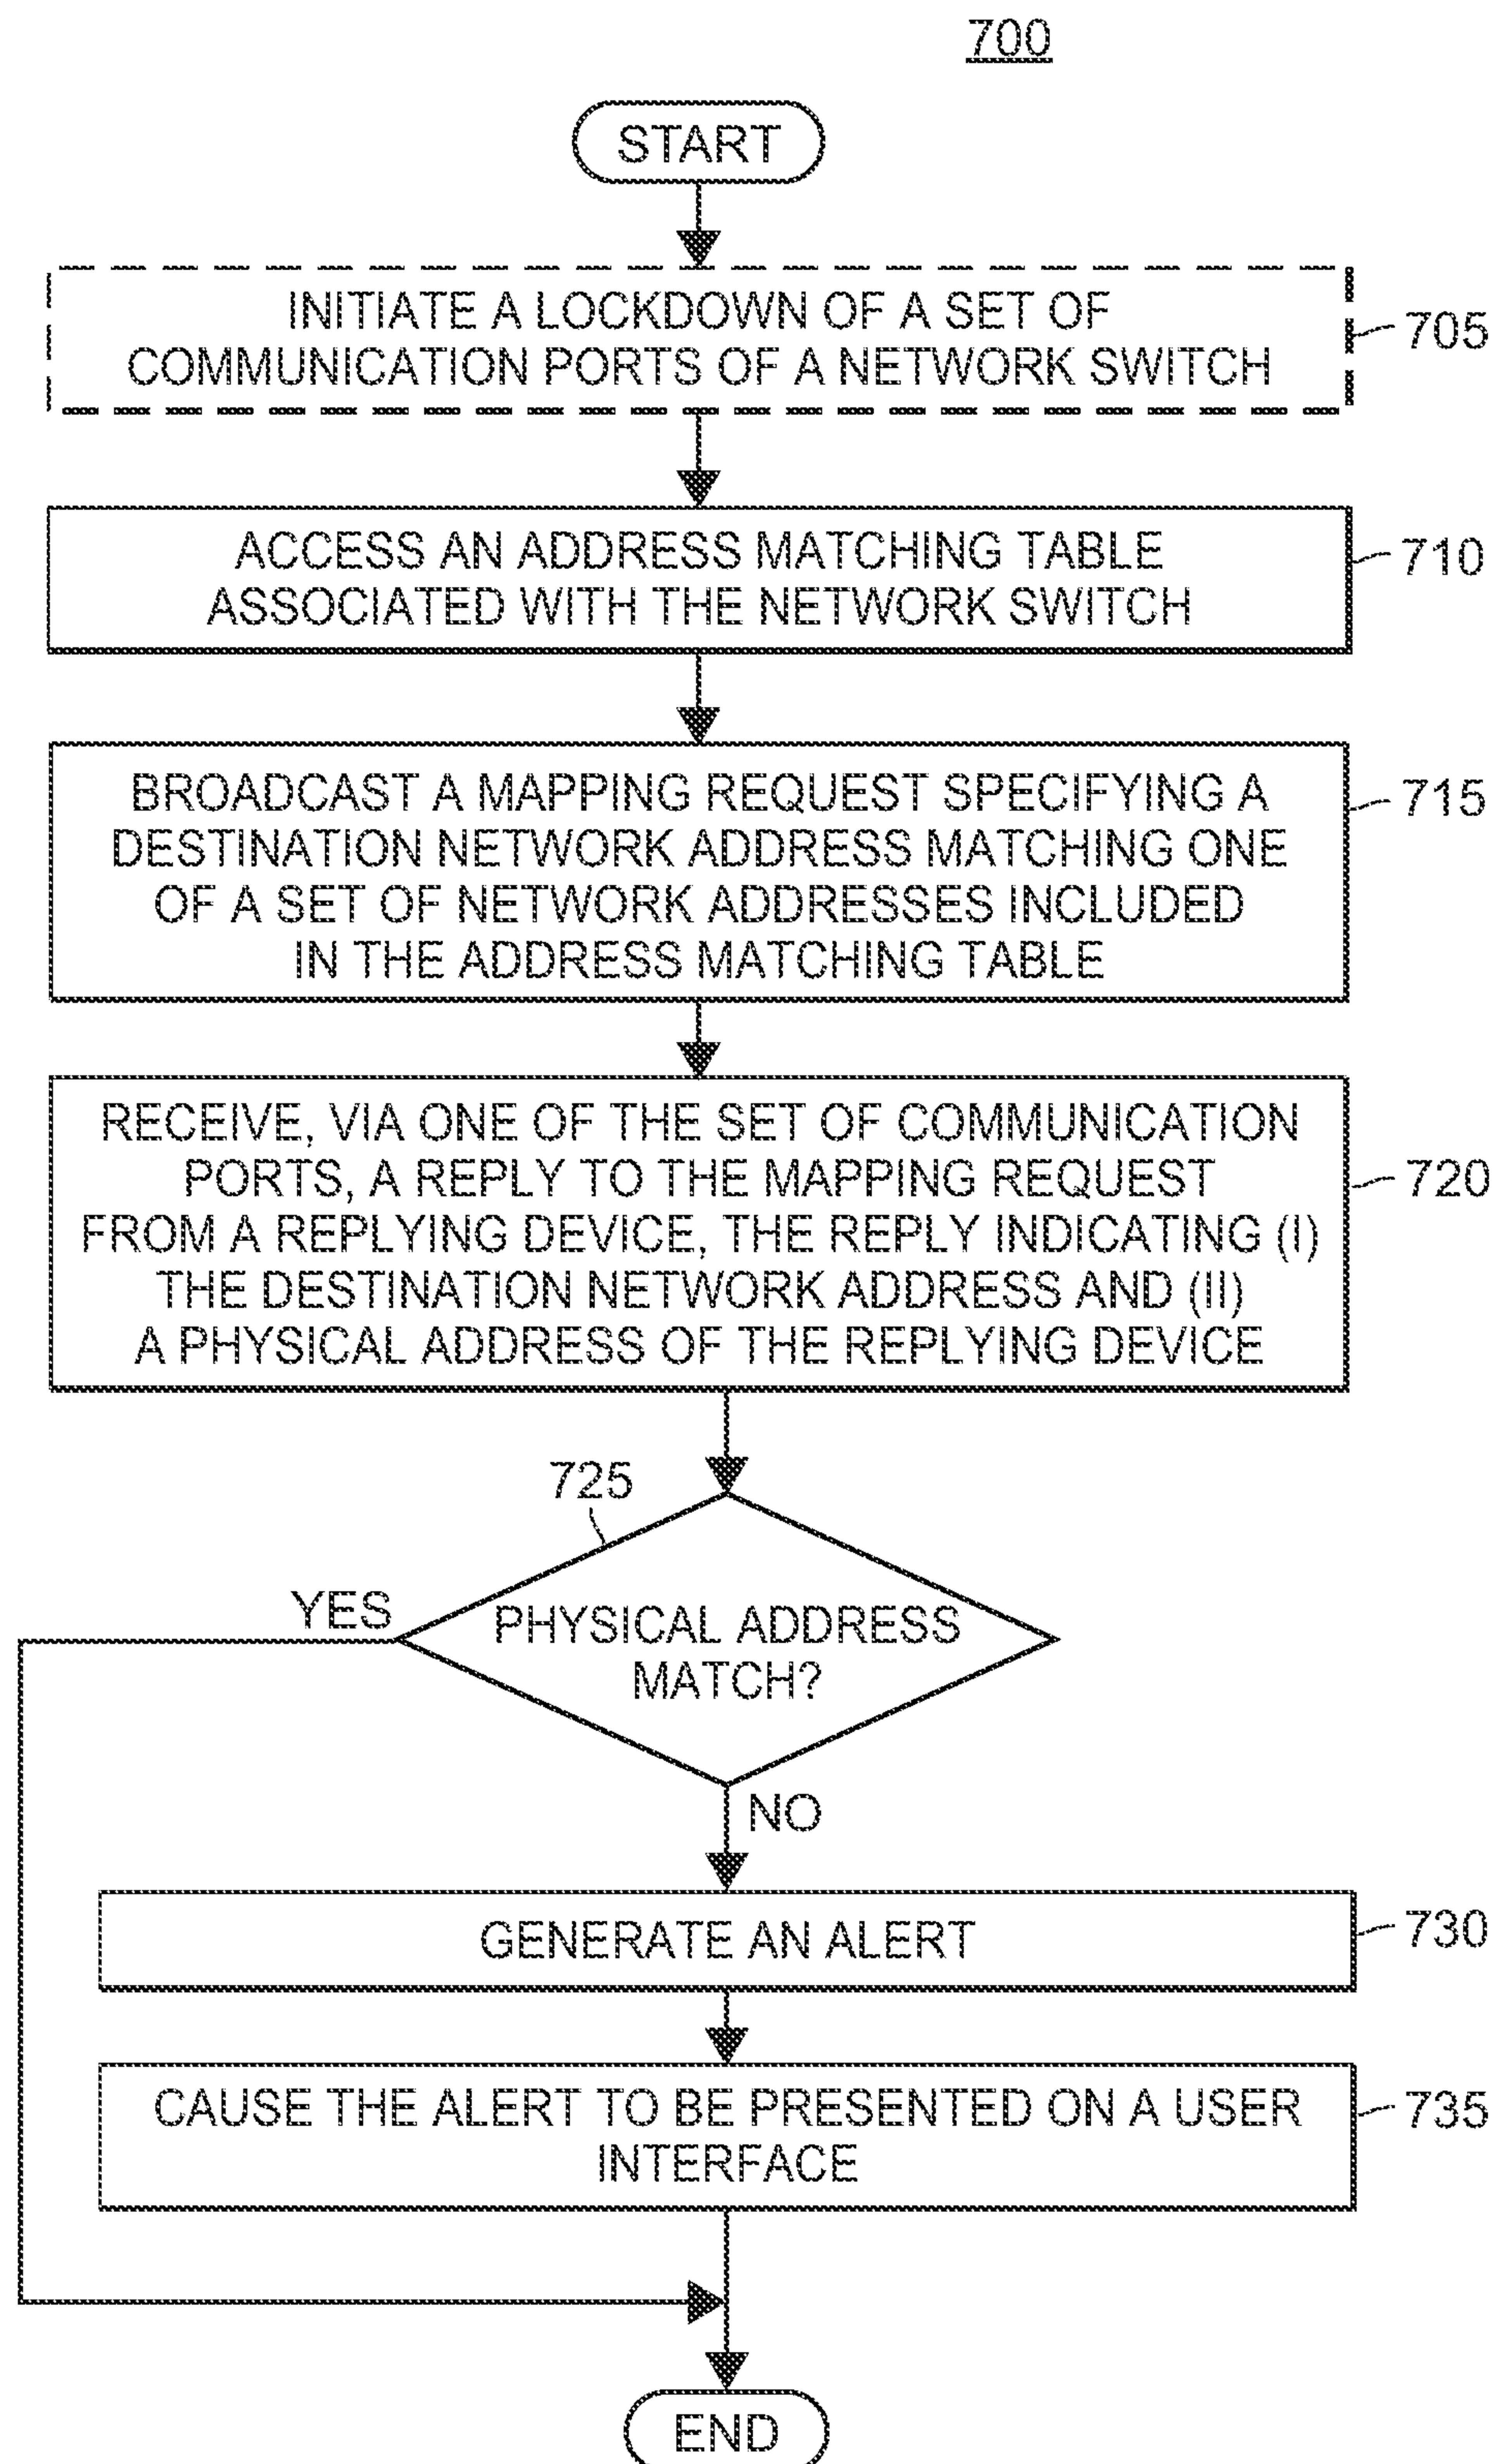 700
START
INITIATE A LOCKDOWN OF A SET OF
COMMUNICATION PORTS OF A NETWORK SWITCH
705
ACCESS AN ADDRESS MATCHING TABLE
ASSOCIATED WITH THE NETWORK SWITCH
710
BROADCAST A MAPPING REQUEST SPECIFYING A
DESTINATION NETWORK ADDRESS MATCHING ONE
OF A SET OF NETWORK ADDRESSES INCLUDED
IN THE ADDRESS MATCHING TABLE
715
RECEIVE, VIA ONE OF THE SET OF COMMUNICATION
PORTS, A REPLY TO THE MAPPING REQUEST
FROM A REPLYING DEVICE, THE REPLY INDICATING (I)
THE DESTINATION NETWORK ADDRESS AND (II)
A PHYSICAL ADDRESS OF THE REPLYING DEVICE
720
725
YES
PHYSICAL ADDRESS
MATCH?
NO
GENERATE AN ALERT
730
CAUSE THE ALERT TO BE PRESENTED ON A USER
INTERFACE
735
END